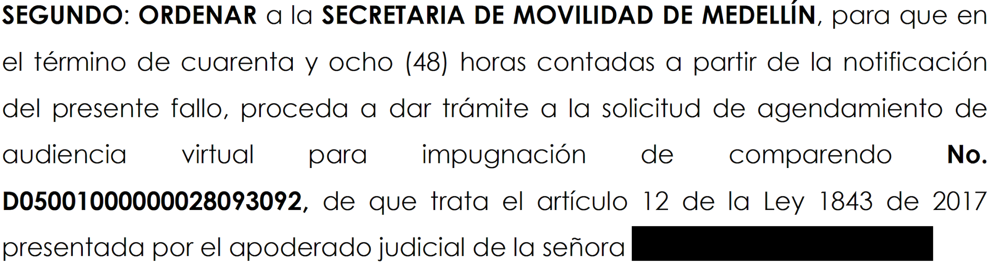 SEGUNDO: ORDENAR a la SECRETARIA DE MOVILIDAD DE MEDELLÍN, para que en
el término de cuarenta y ocho (48) horas contadas a partir de la notificación
del presente fallo, proceda a dar trámite a la solicitud de agendamiento de
audiencia virtual para impugnación de comparendo No.
D05001000000028093092, de que trata el artículo 12 de la Ley 1843 de 2017
presentada por el apoderado judicial de la señora